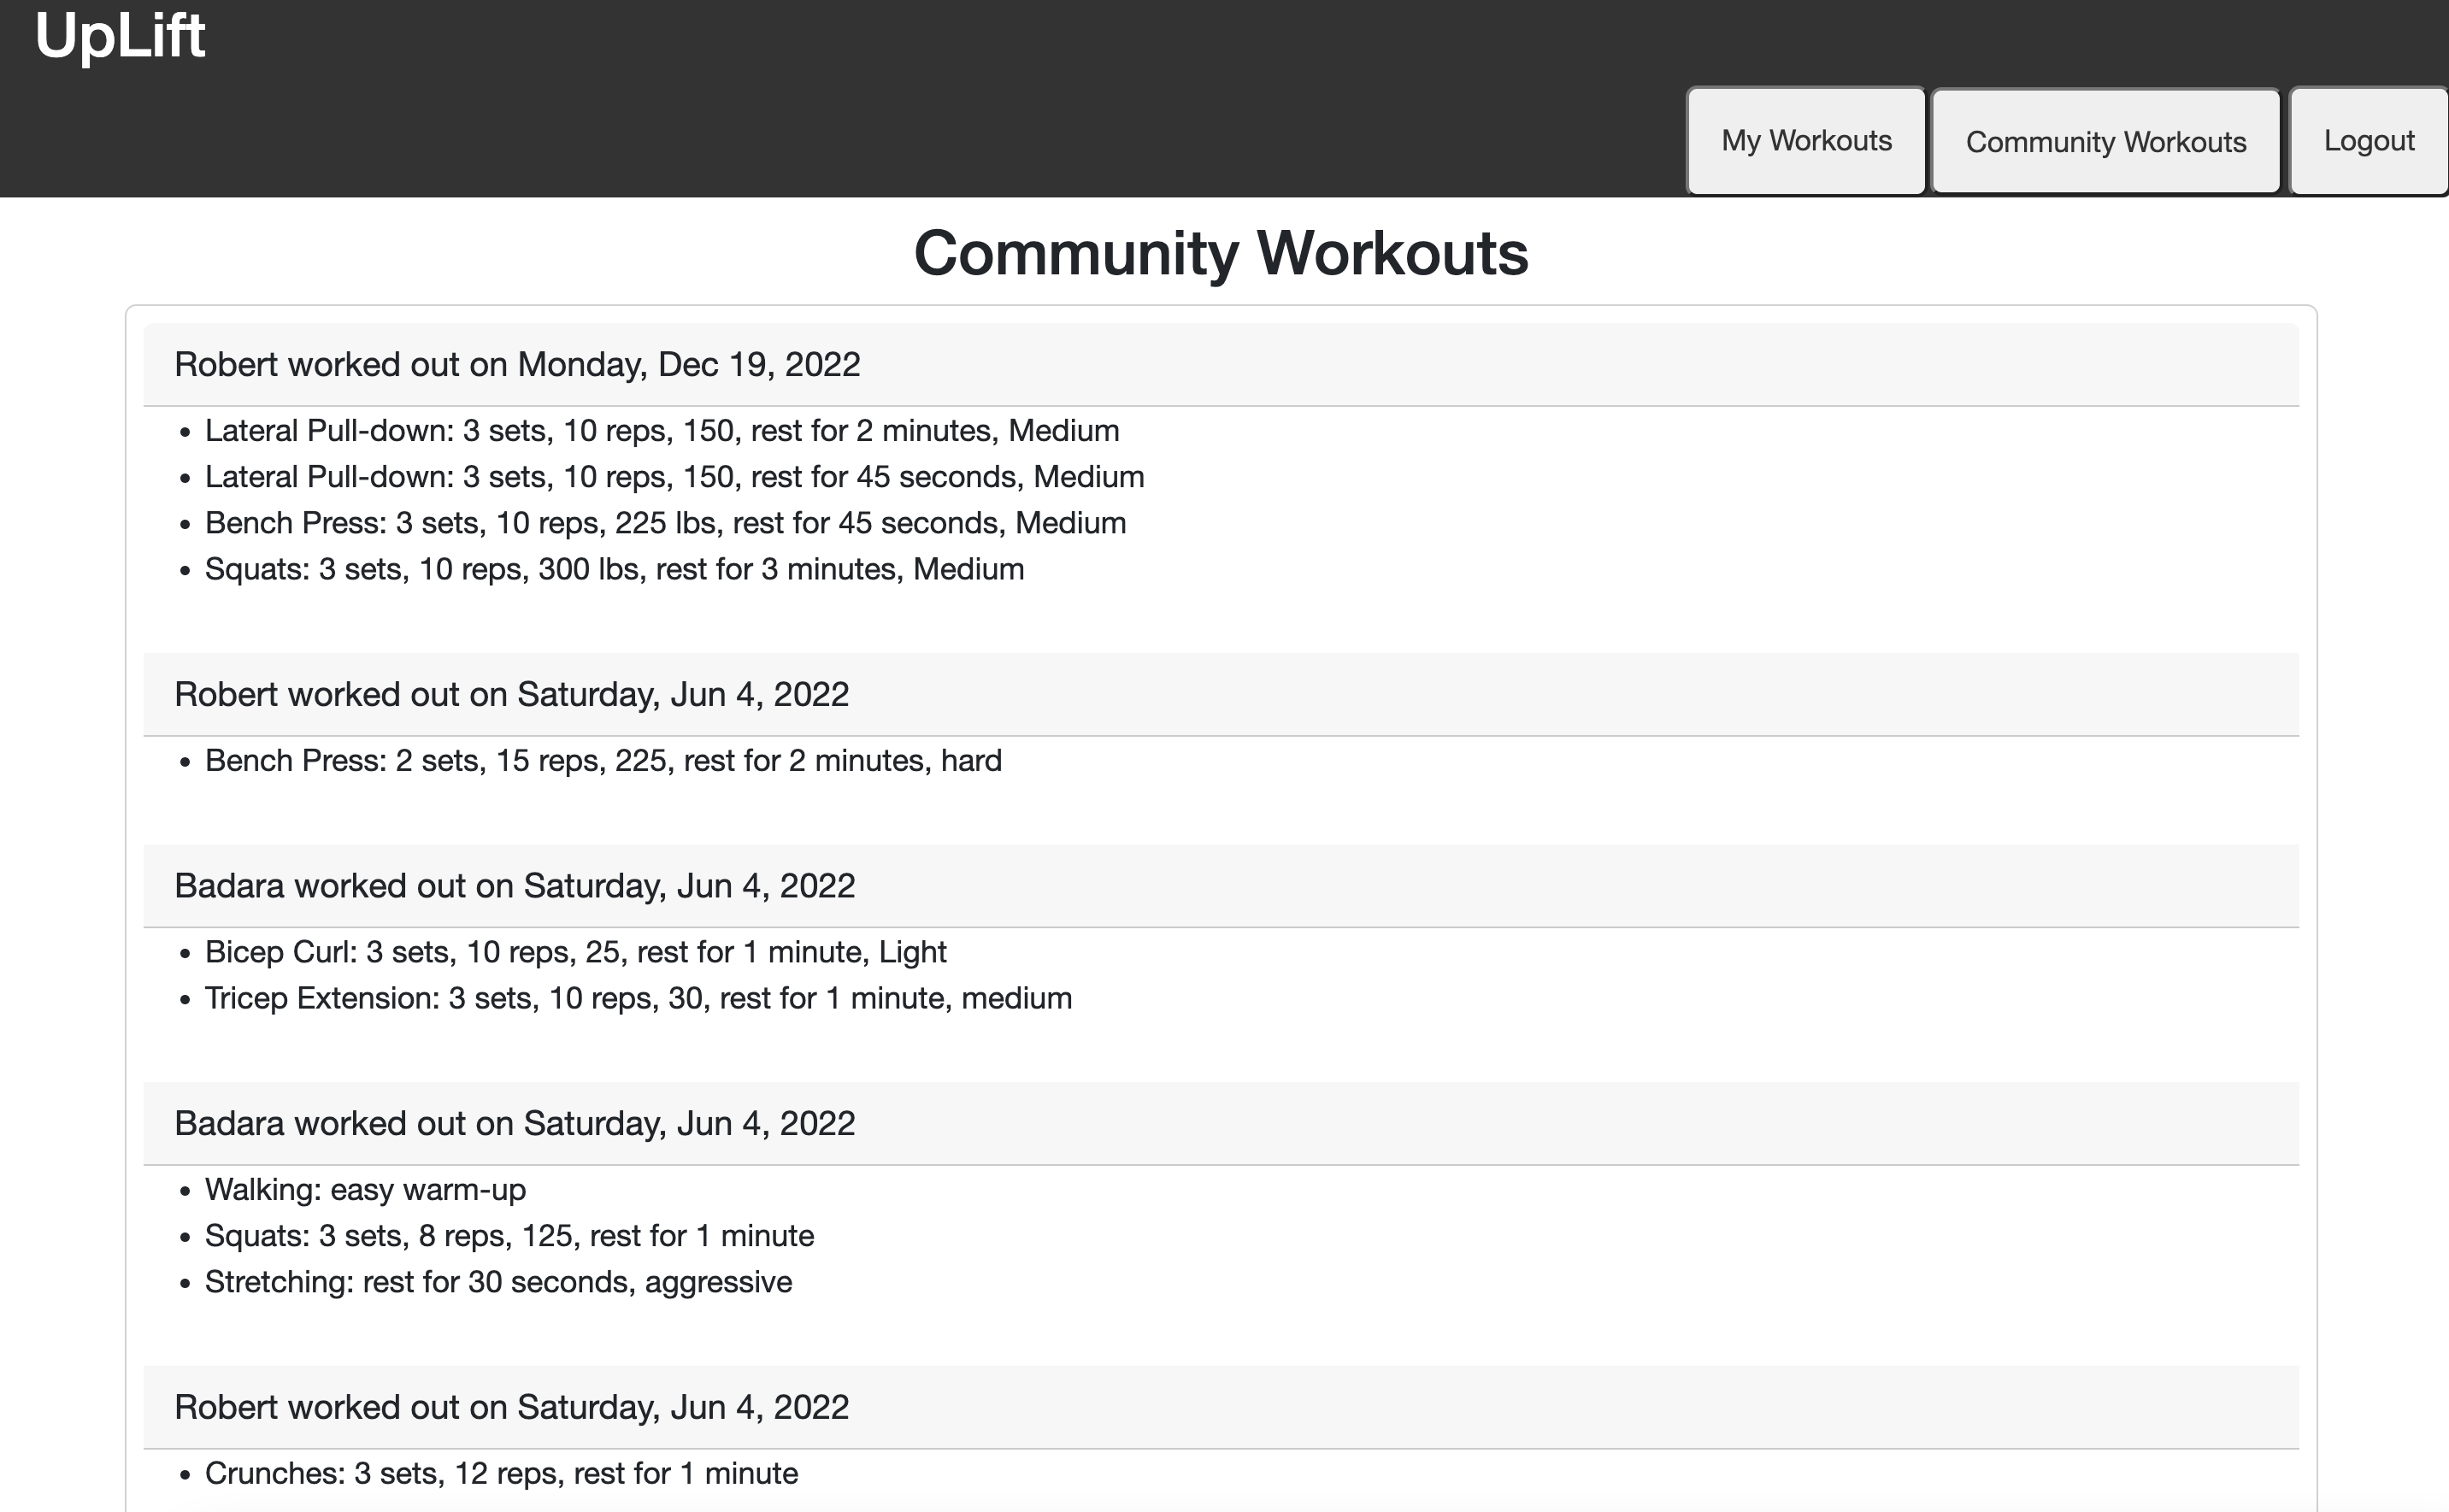 UpLift
My Workouts
Community Workouts
Logout
Community Workouts
Robert worked out on Monday, Dec 19, 2022
• Lateral Pull-down: 3 sets, 10 reps, 150, rest for 2 minutes, Medium
• Lateral Pull-down: 3 sets, 10 reps, 150, rest for 45 seconds, Medium
• Bench Press: 3 sets, 10 reps, 225 lbs, rest for 45 seconds, Medium
• Squats: 3 sets, 10 reps, 300 lbs, rest for 3 minutes, Medium
Robert worked out on Saturday, Jun 4, 2022
• Bench Press: 2 sets, 15 reps, 225, rest for 2 minutes, hard
Badara worked out on Saturday, Jun 4, 2022
• Bicep Curl: 3 sets, 10 reps, 25, rest for 1 minute, Light
• Tricep Extension: 3 sets, 10 reps, 30, rest for 1 minute, medium
Badara worked out on Saturday, Jun 4, 2022
• Walking: easy warm-up
• Squats: 3 sets, 8 reps, 125, rest for 1 minute
• Stretching: rest for 30 seconds, aggressive
Robert worked out on Saturday, Jun 4, 2022
• Crunches: 3 sets, 12 reps, rest for 1 minute